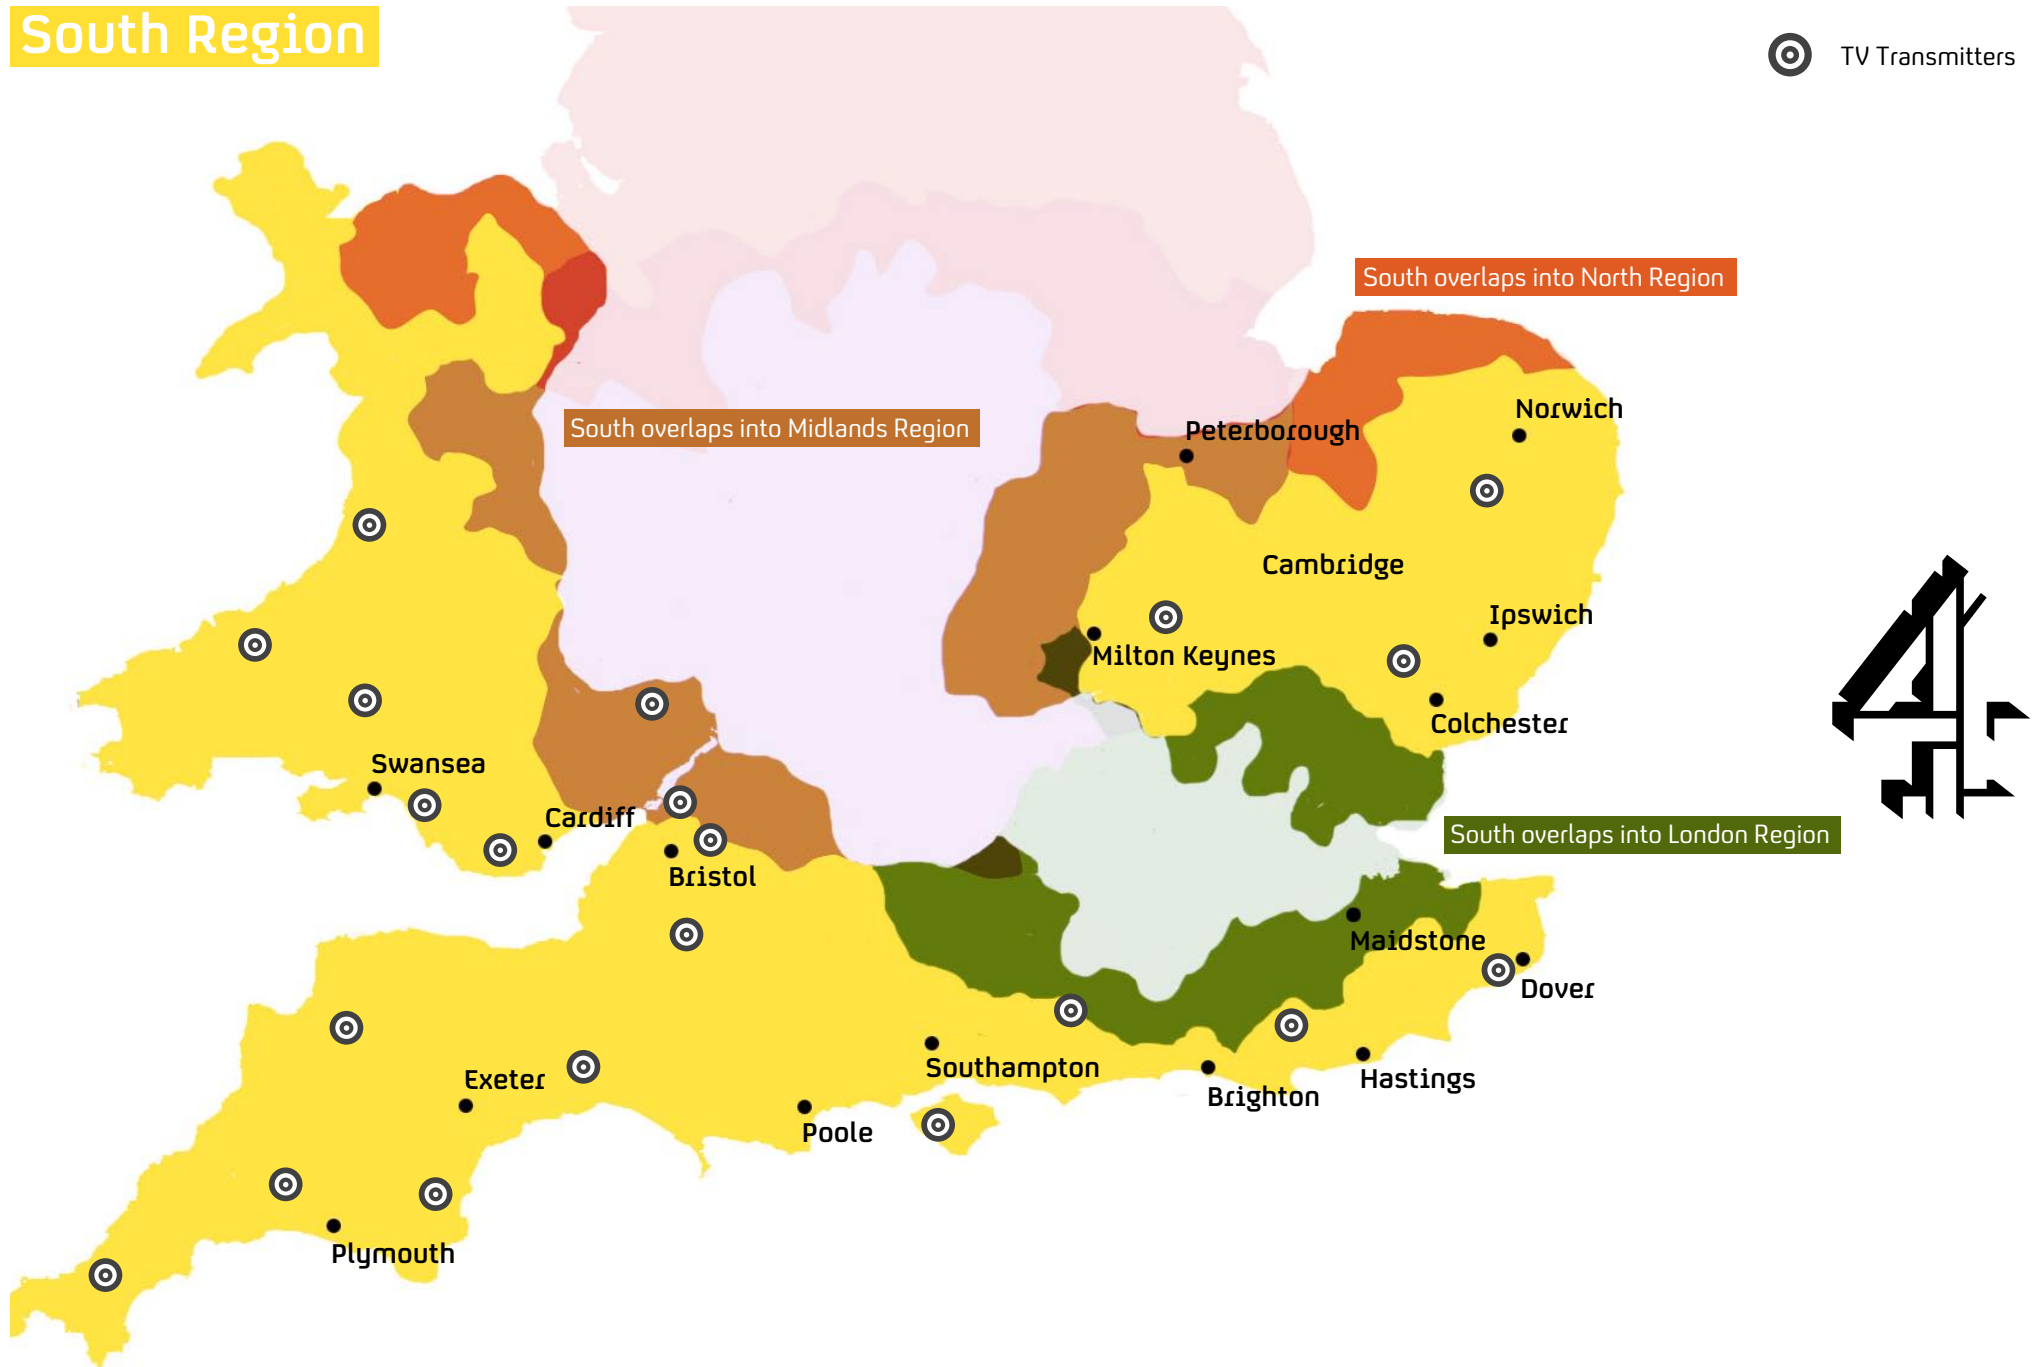 South Region
TV Transmitters
South overlaps into North Region
Norwich
South overlaps into Midlands Region
Peterborough
Cambridge
Ipswich
Milton Keynes
Colchester
Swansea
Cardiff
South overlaps into London Region
Bristol
Maidstone
Dover
Southampton
Exeter
Hastings
Brighton
Poole
Plymouth